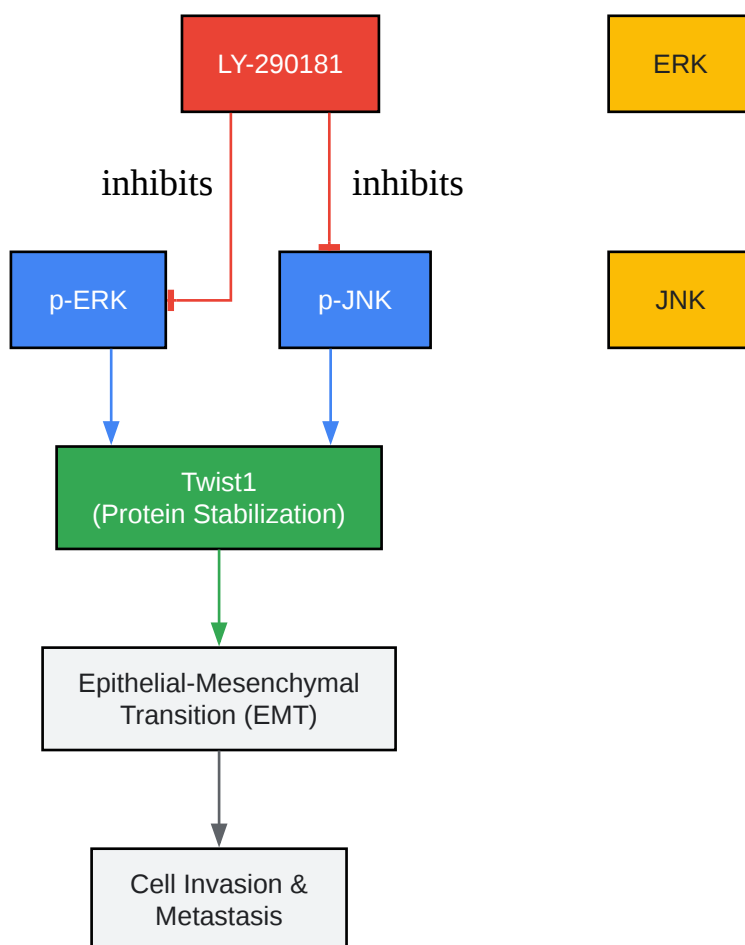 LY-290181
ERK
inhibits
inhibits
p-ERK
p-JNK
JNK
Twist1
(Protein Stabilization)
Epithelial-Mesenchymal
Transition (EMT)
Cell Invasion &
Metastasis